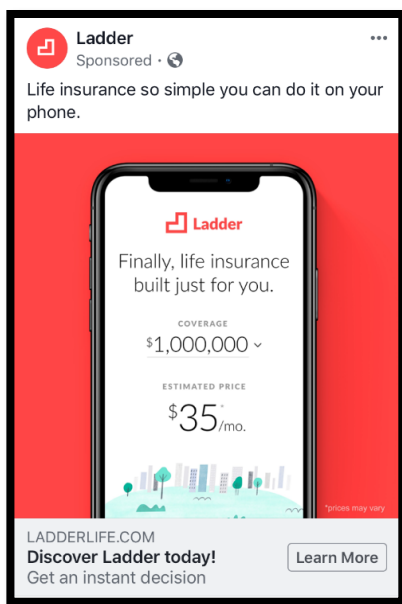 Ladder
Sponsored ·
Life insurance so simple you can do it on your
phone.
Ladder
Finally, life insurance
built just for you.
COVERAGE
$1,000,000
ESTIMATED PRICE
$35*/mo.
*prices may vary
LADDERLIFE.COM
Discover Ladder today!
Get an instant decision
Learn More